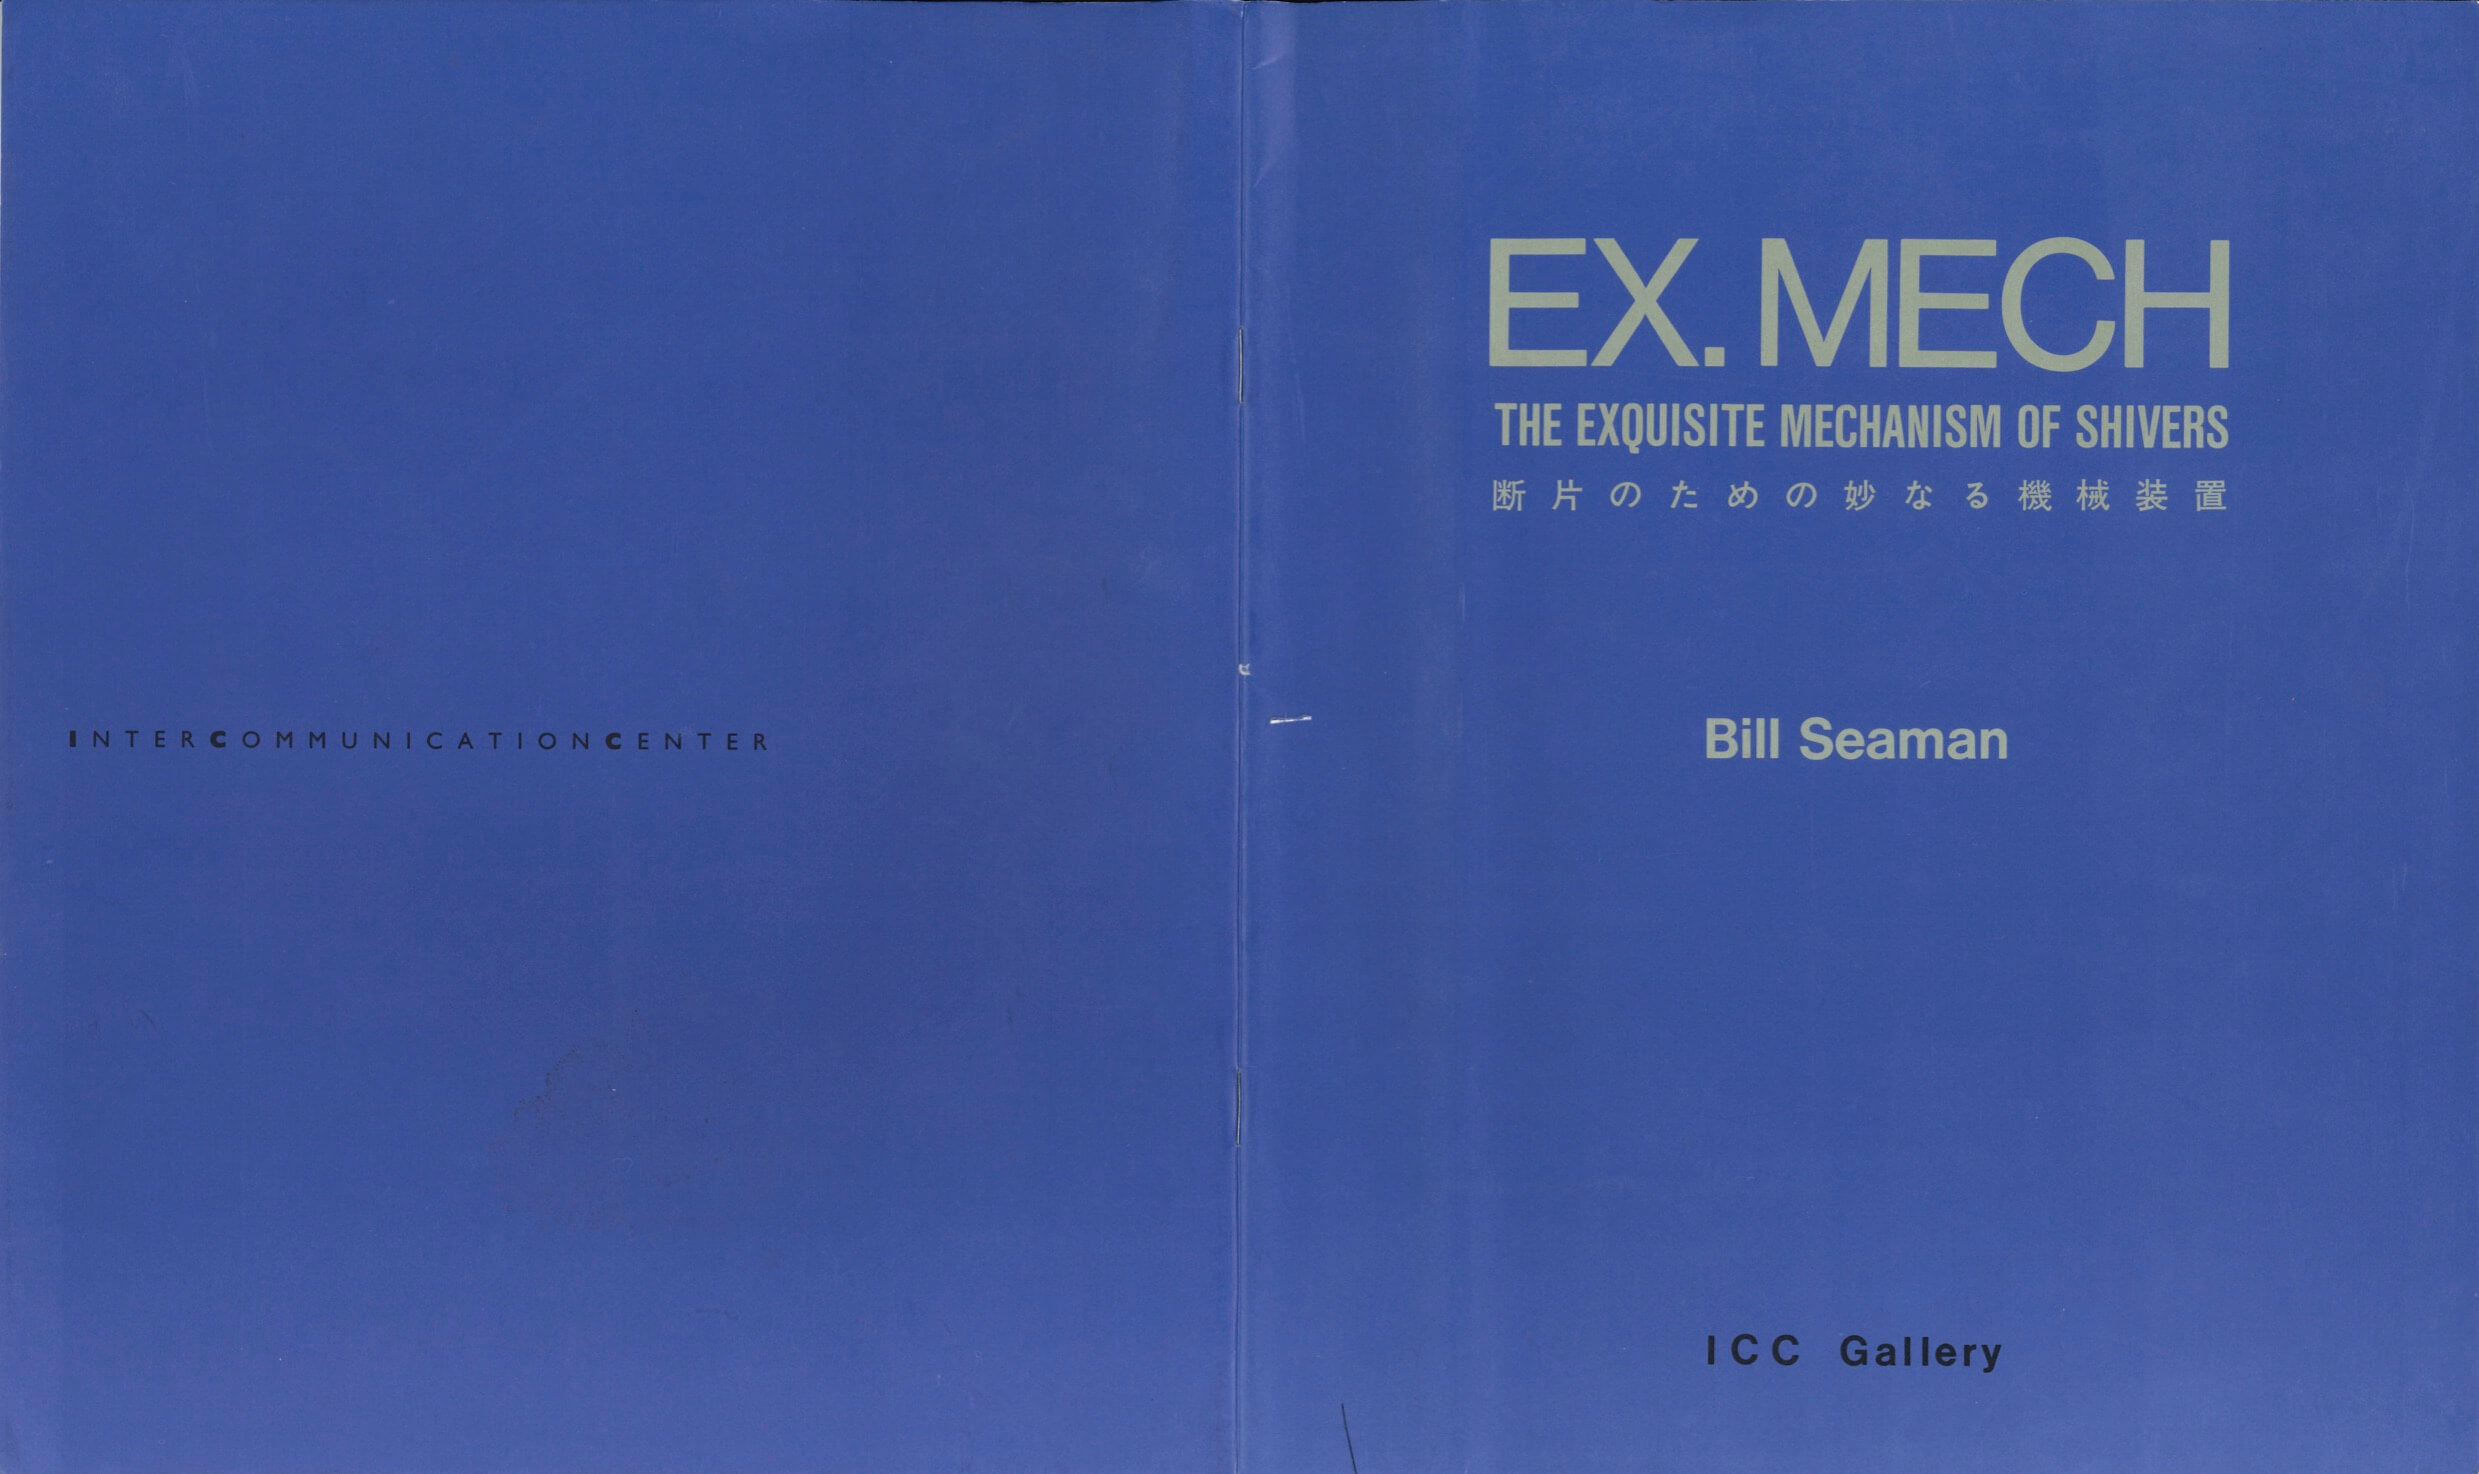 INTERCOMMUNICATIONCENTER
EX. MECH
THE EXQUISITE MECHANISM OF SHIVERS
断片のための妙なる機械装置
Bill Seaman
ICC Gallery